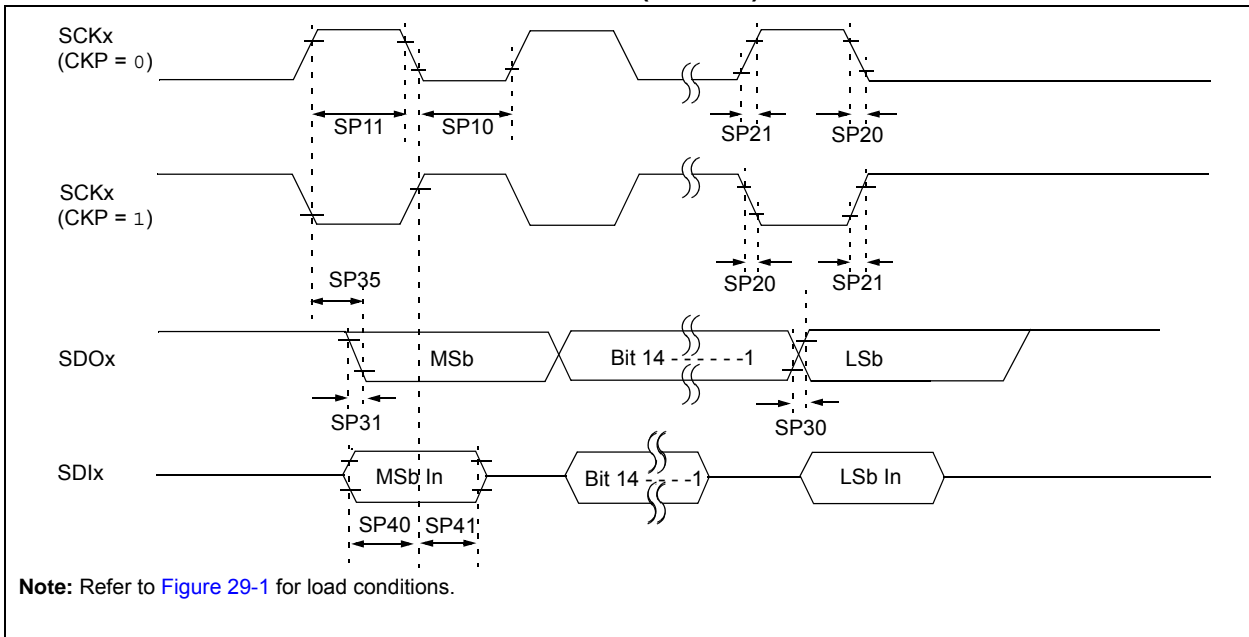 SCKx
(CKP = 0)
SP11
SP10
SP21
SP20
SCKx
(CKP = 1)
SP35
SP20
SP21
SDOx
MSb
Bit 14 - - - - - -1
LSb
SP31
SP30
SDIx
MSb In
Bit 14 - - - -1
LSb In
SP40
SP41
Note: Refer to Figure 29-1 for load conditions.